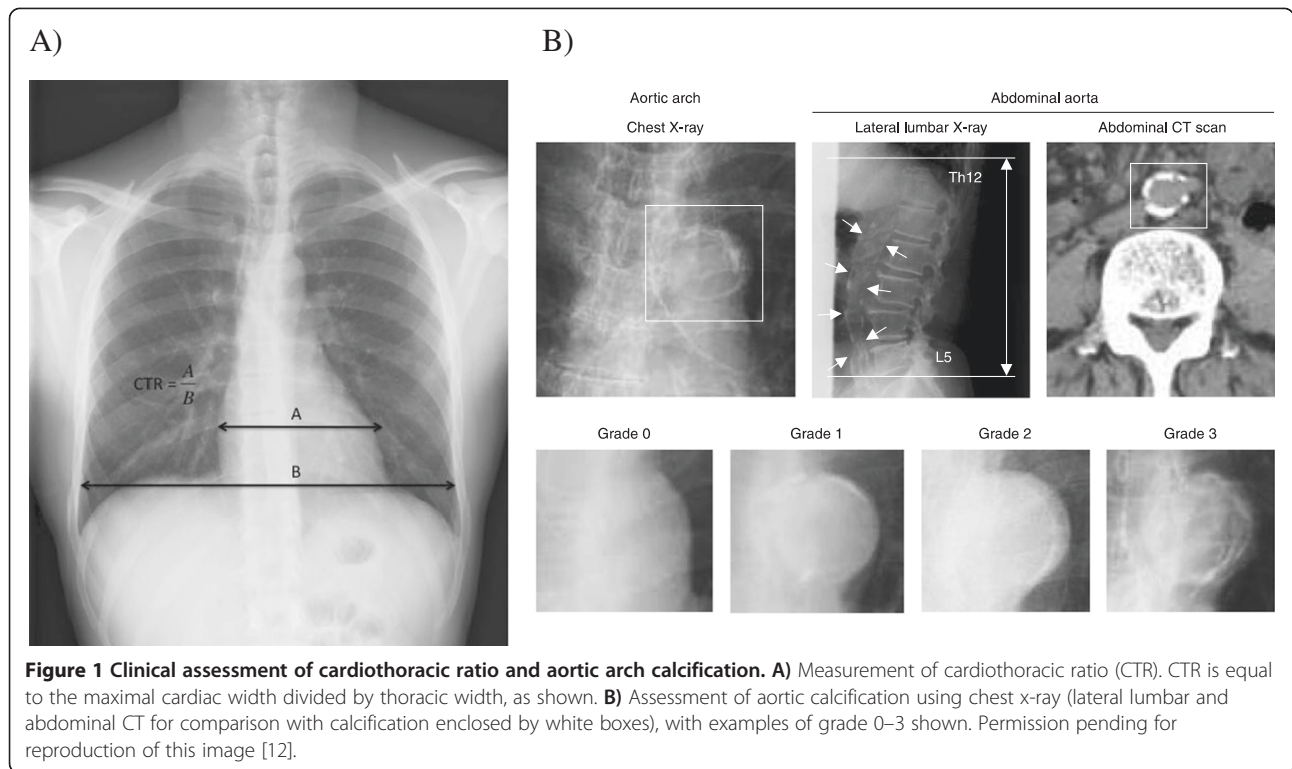 A)
CTR = A/B
A
B
B)
Aortic arch
Abdominal aorta
Chest X-ray
Lateral lumbar X-ray
Abdominal CT scan
Th12
L5
Grade 0
Grade 1
Grade 2
Grade 3
Figure 1 Clinical assessment of cardiothoracic ratio and aortic arch calcification. A) Measurement of cardiothoracic ratio (CTR). CTR is equal
to the maximal cardiac width divided by thoracic width, as shown. B) Assessment of aortic calcification using chest x-ray (lateral lumbar and
abdominal CT for comparison with calcification enclosed by white boxes), with examples of grade 0–3 shown. Permission pending for
reproduction of this image [12].